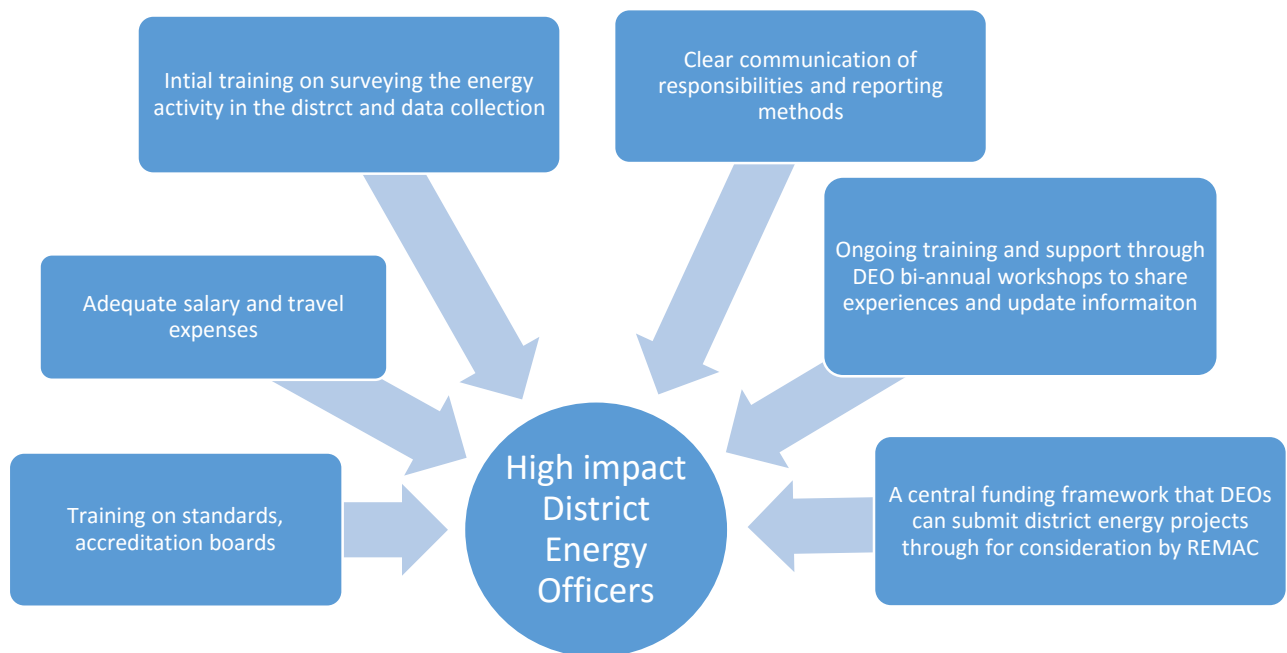 Intial training on surveying the energy
activity in the distrct and data collection
Clear communication of
responsibilities and reporting
methods
Adequate salary and travel
expenses
Ongoing training and support through
DEO bi-annual workshops to share
experiences and update informaiton
Training on standards,
accreditation boards
High impact
District
Energy
Officers
A central funding framework that DEOs
can submit district energy projects
through for consideration by REMAC